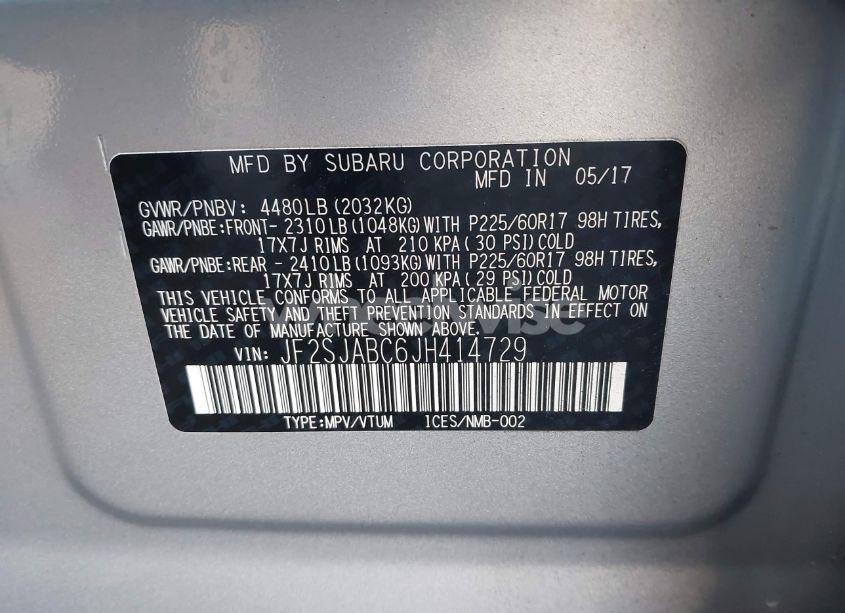 MFD BY SUBARU CORPORATION
MFD IN 05/17
GVWR/PNBV: 4480LB (2032KG)
GAWR/PNBE:FRONT- 2310LB (1048KG) WITH P225/60R17 98H TIRES,
17X7J RIMS AT 210 KPA (30 PSI) COLD
GAWR/PNBE:REAR - 2410LB (1093KG) WITH P225/60R17 98H TIRES,
17X7J RIMS AT 200 KPA (29 PSI) COLD
THIS VEHICLE CONFORMS TO ALL APPLICABLE FEDERAL MOTOR
VEHICLE SAFETY AND THEFT PREVENTION STANDARDS IN EFFECT ON
THE DATE OF MANUFACTURE SHOWN ABOVE.
VIN: JF2SJABC6JH414729
TYPE:MPV/VTUM ICES/NMB-002